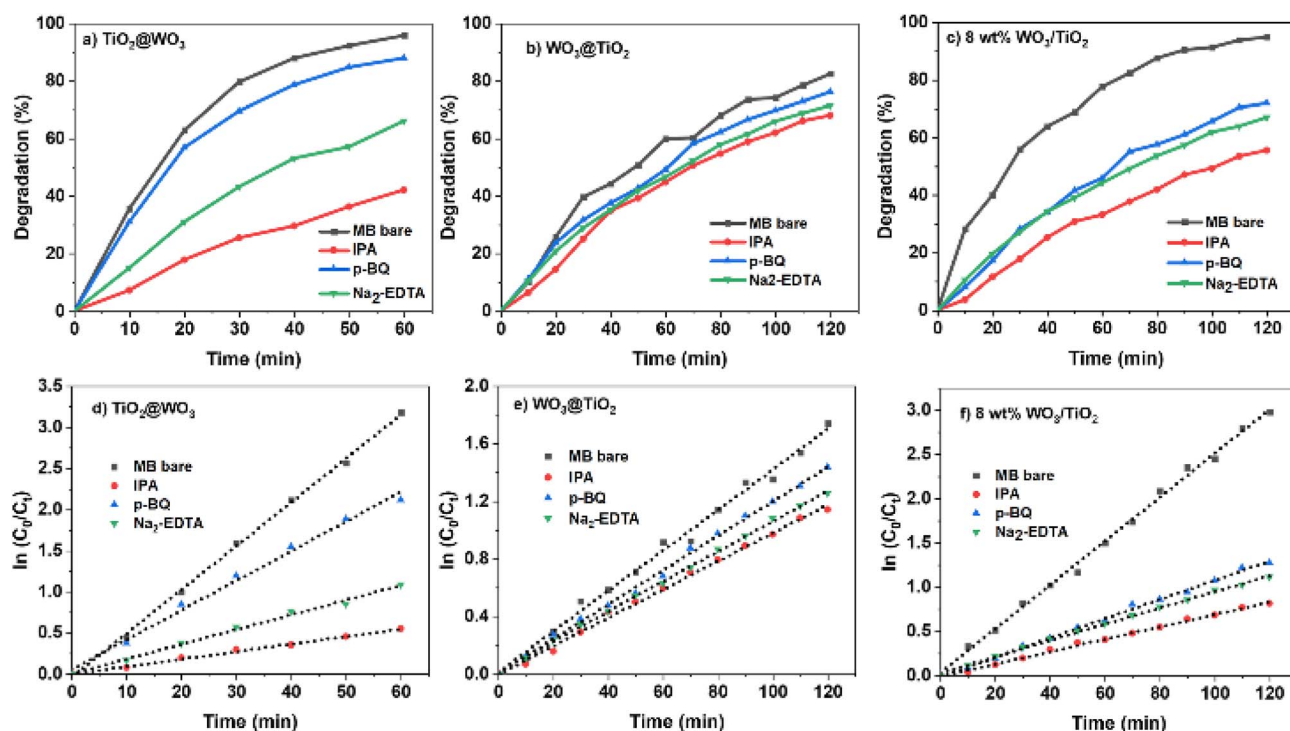 a) TiO₂@WO₃
Degradation (%)
100
80
60
40
20
0
MB bare
IPA
p-BQ
Na₂-EDTA
0 10 20 30 40 50 60
Time (min)
b) WO₃@TiO₂
Degradation (%)
100
80
60
40
20
0
MB bare
IPA
p-BQ
Na2-EDTA
0 20 40 60 80 100 120
Time (min)
c) 8 wt% WO₃/TiO₂
Degradation (%)
100
80
60
40
20
0
MB bare
IPA
p-BQ
Na₂-EDTA
0 20 40 60 80 100 120
Time (min)
d) TiO₂@WO₃
ln (C₀/Cₜ)
3.5
3.0
2.5
2.0
1.5
1.0
0.5
0.0
MB bare
IPA
p-BQ
Na₂-EDTA
0 10 20 30 40 50 60
Time (min)
e) WO₃@TiO₂
ln (C₀/Cₜ)
2.0
1.6
1.2
0.8
0.4
0.0
MB bare
IPA
p-BQ
Na₂-EDTA
0 20 40 60 80 100 120
Time (min)
f) 8 wt% WO₃/TiO₂
ln (C₀/Cₜ)
3.0
2.5
2.0
1.5
1.0
0.5
0.0
MB bare
IPA
p-BQ
Na₂-EDTA
0 20 40 60 80 100 120
Time (min)